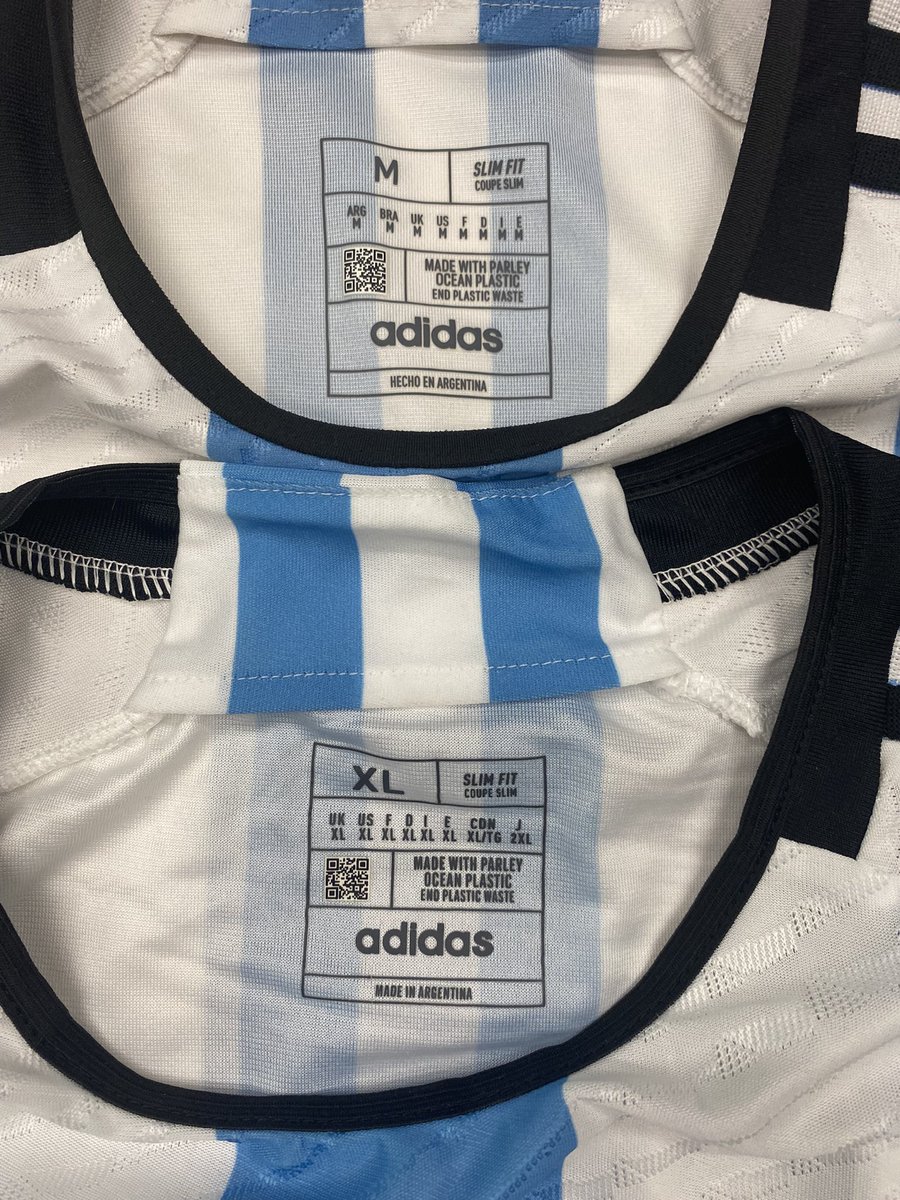 M
SLIM FIT
COUPE SLIM
ARG BRA UK US F D I E
M M M M M M M M
MADE WITH PARLEY
OCEAN PLASTIC
END PLASTIC WASTE
adidas
HECHO EN ARGENTINA
XL
SLIM FIT
COUPE SLIM
UK US F D I E CDN J
XL XL XL XL XL XL XL/TG 2XL
MADE WITH PARLEY
OCEAN PLASTIC
END PLASTIC WASTE
adidas
MADE IN ARGENTINA